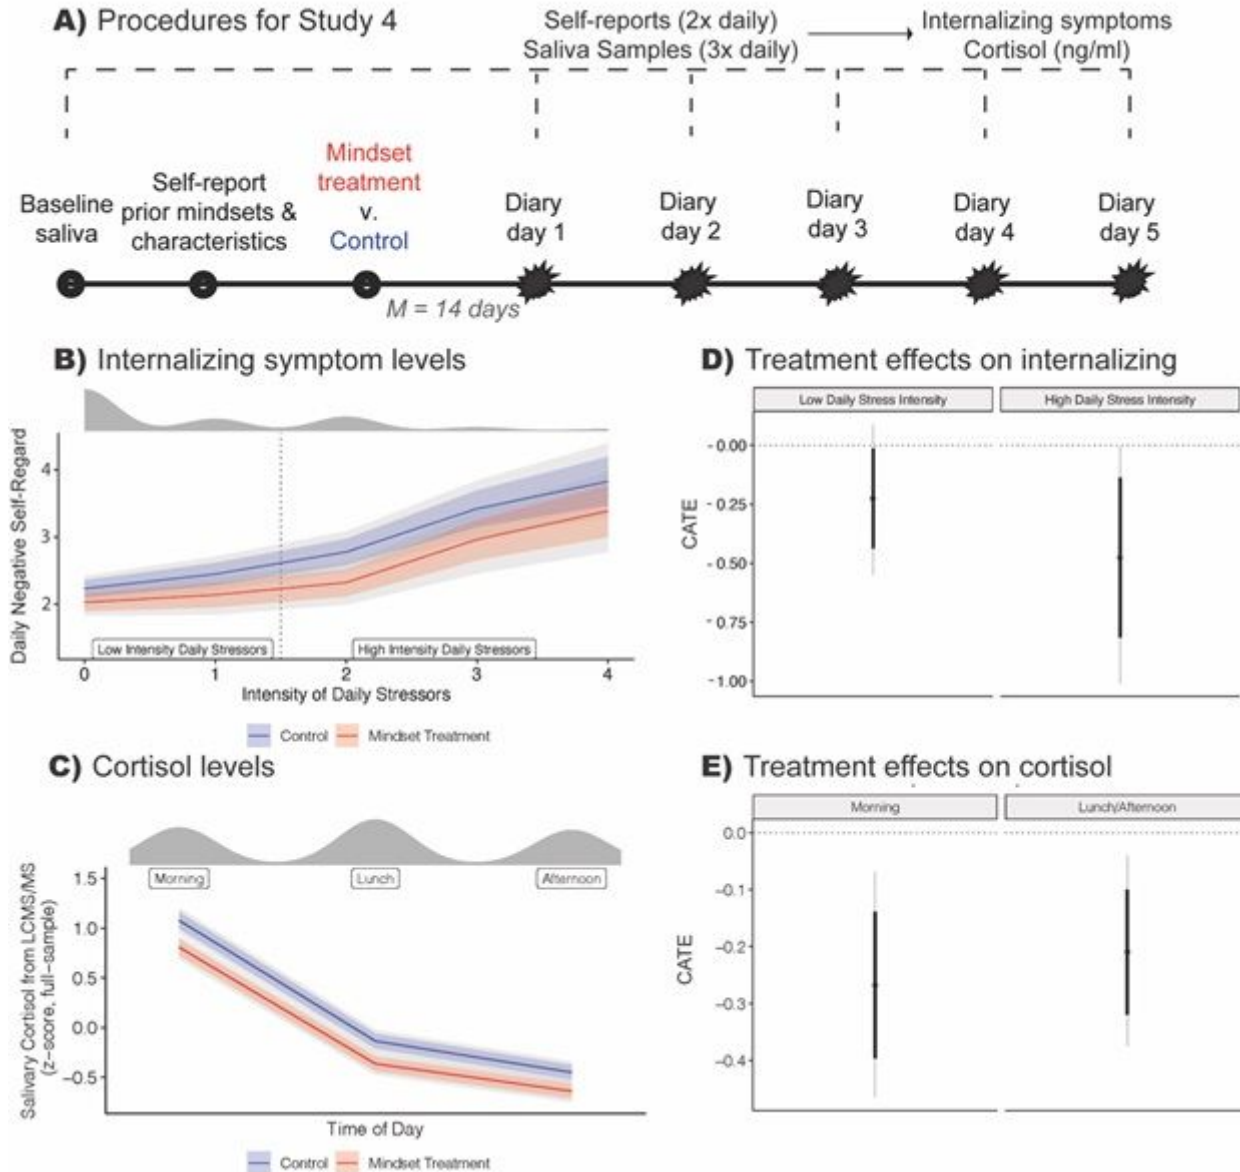 A) Procedures for Study 4
Self-reports (2x daily)
Saliva Samples (3x daily)
Internalizing symptoms
Cortisol (ng/ml)
Baseline
saliva
Self-report
prior mindsets &
characteristics
Mindset
treatment
v.
Control
M = 14 days
Diary
day 1
Diary
day 2
Diary
day 3
Diary
day 4
Diary
day 5
B) Internalizing symptom levels
Daily Negative Self-Regard
4
3
2
Low Intensity Daily Stressors
High Intensity Daily Stressors
0 1 2 3 4
Intensity of Daily Stressors
Control Mindset Treatment
D) Treatment effects on internalizing
Low Daily Stress Intensity
High Daily Stress Intensity
CATE
-0.00
-0.25
-0.50
-0.75
-1.00
C) Cortisol levels
Morning
Lunch
Afternoon
Salivary Cortisol from LCMS/MS
(z-score, full-sample)
1.5
1.0
0.5
0.0
-0.5
Time of Day
Control Mindset Treatment
E) Treatment effects on cortisol
Morning
Lunch/Afternoon
CATE
0.0
-0.1
-0.2
-0.3
-0.4